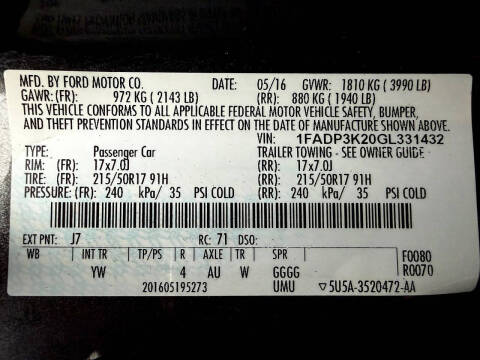 MFD. BY FORD MOTOR CO. DATE: 05/16 GVWR: 1810 KG ( 3990 LB)
GAWR: (FR): 972 KG ( 2143 LB) (RR): 880 KG ( 1940 LB)
THIS VEHICLE CONFORMS TO ALL APPLICABLE FEDERAL MOTOR VEHICLE SAFETY, BUMPER,
AND THEFT PREVENTION STANDARDS IN EFFECT ON THE DATE OF MANUFACTURE SHOWN ABOVE.
VIN: 1FADP3K20GL331432
TYPE: Passenger Car TRAILER TOWING - SEE OWNER GUIDE
RIM: (FR) 17x7.0J (RR): 17x7.0J
TIRE: (FR) 215/50R17 91H (RR): 215/50R17 91H
PRESSURE: (FR) 240 kPa/ 35 PSI COLD (RR): 240 kPa/ 35 PSI COLD
EXT PNT: J7 RC: 71 DSO:
WB INT TR TP/PS R AXLE TR SPR F0080
YW 4 AU W GGGG R0070
201605195273 UMU ▽5U5A-3520472-AA